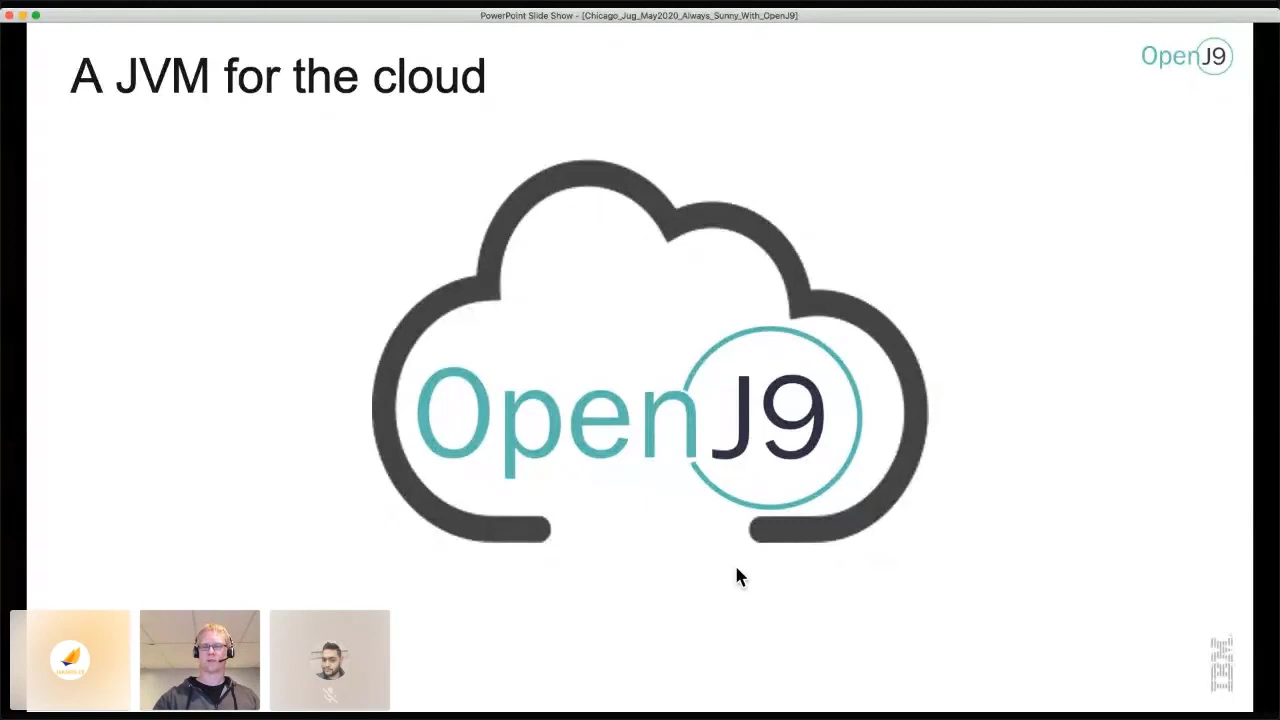 PowerPoint Slide Show - [Chicago_Jug_May2020_Always_Sunny_With_OpenJ9]
A JVM for the cloud
OpenJ9
OpenJ9
IBM